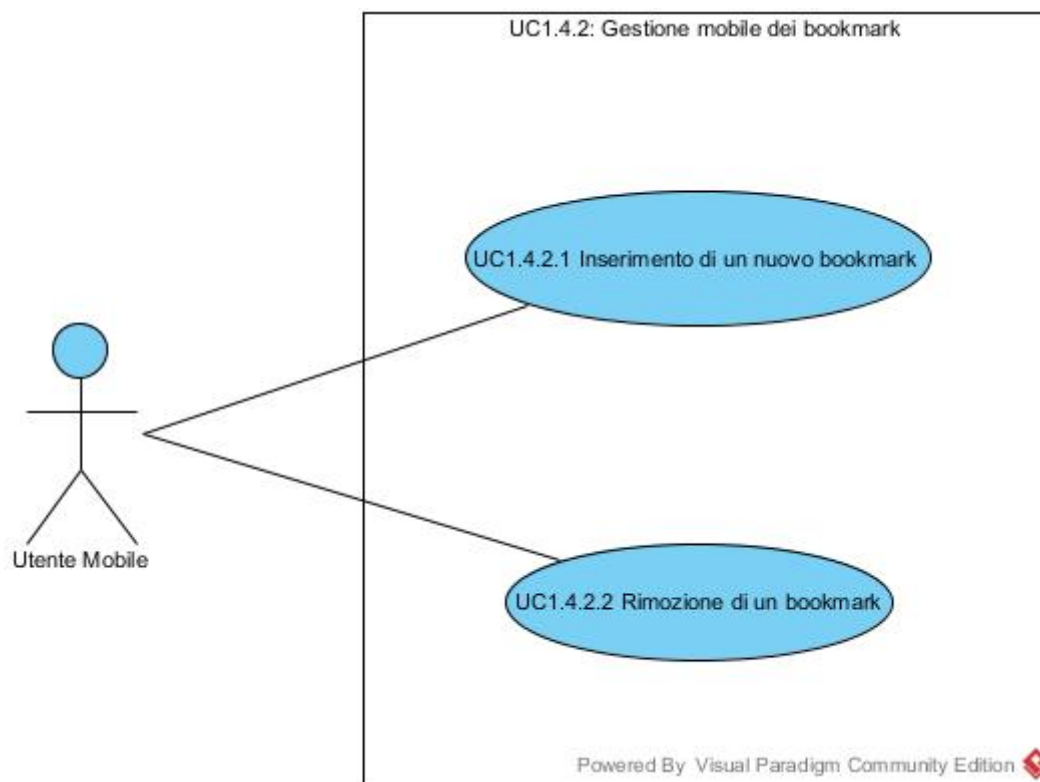 UC1.4.2: Gestione mobile dei bookmark
UC1.4.2.1 Inserimento di un nuovo bookmark
Utente Mobile
UC1.4.2.2 Rimozione di un bookmark
Powered By Visual Paradigm Community Edition